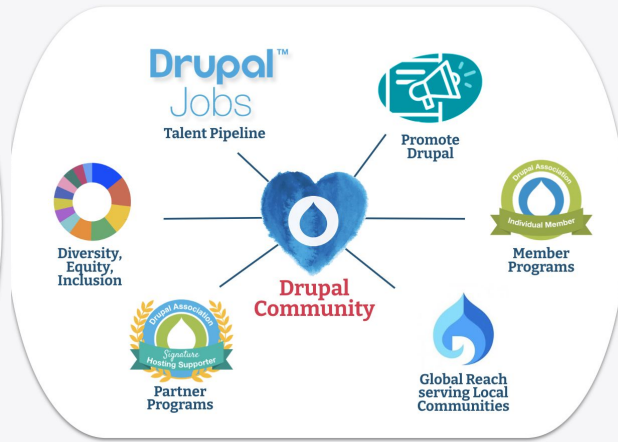 Drupal™
Jobs
Talent Pipeline
Promote
Drupal
Diversity,
Equity,
Inclusion
Drupal Association
Individual Member
Member
Programs
Drupal
Community
Drupal Association
Signature
Hosting Supporter
Partner
Programs
Global Reach
serving Local
Communities